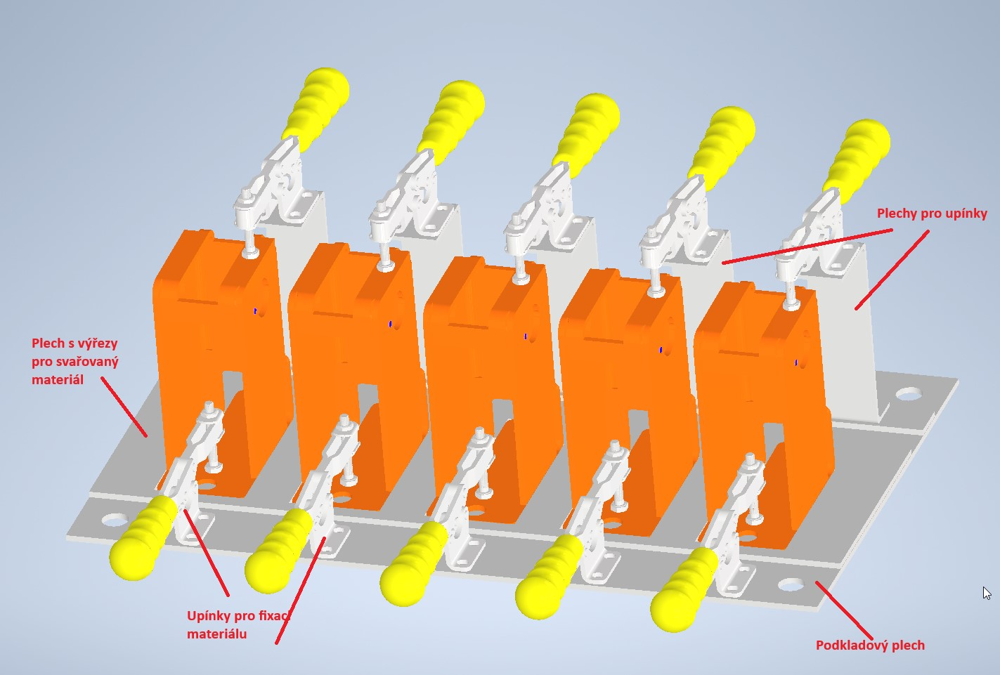 Plechy pro upínky
Plech s výřezy
pro svařovaný
materiál
Upínky pro fixaci
materiálu
Podkladový plech